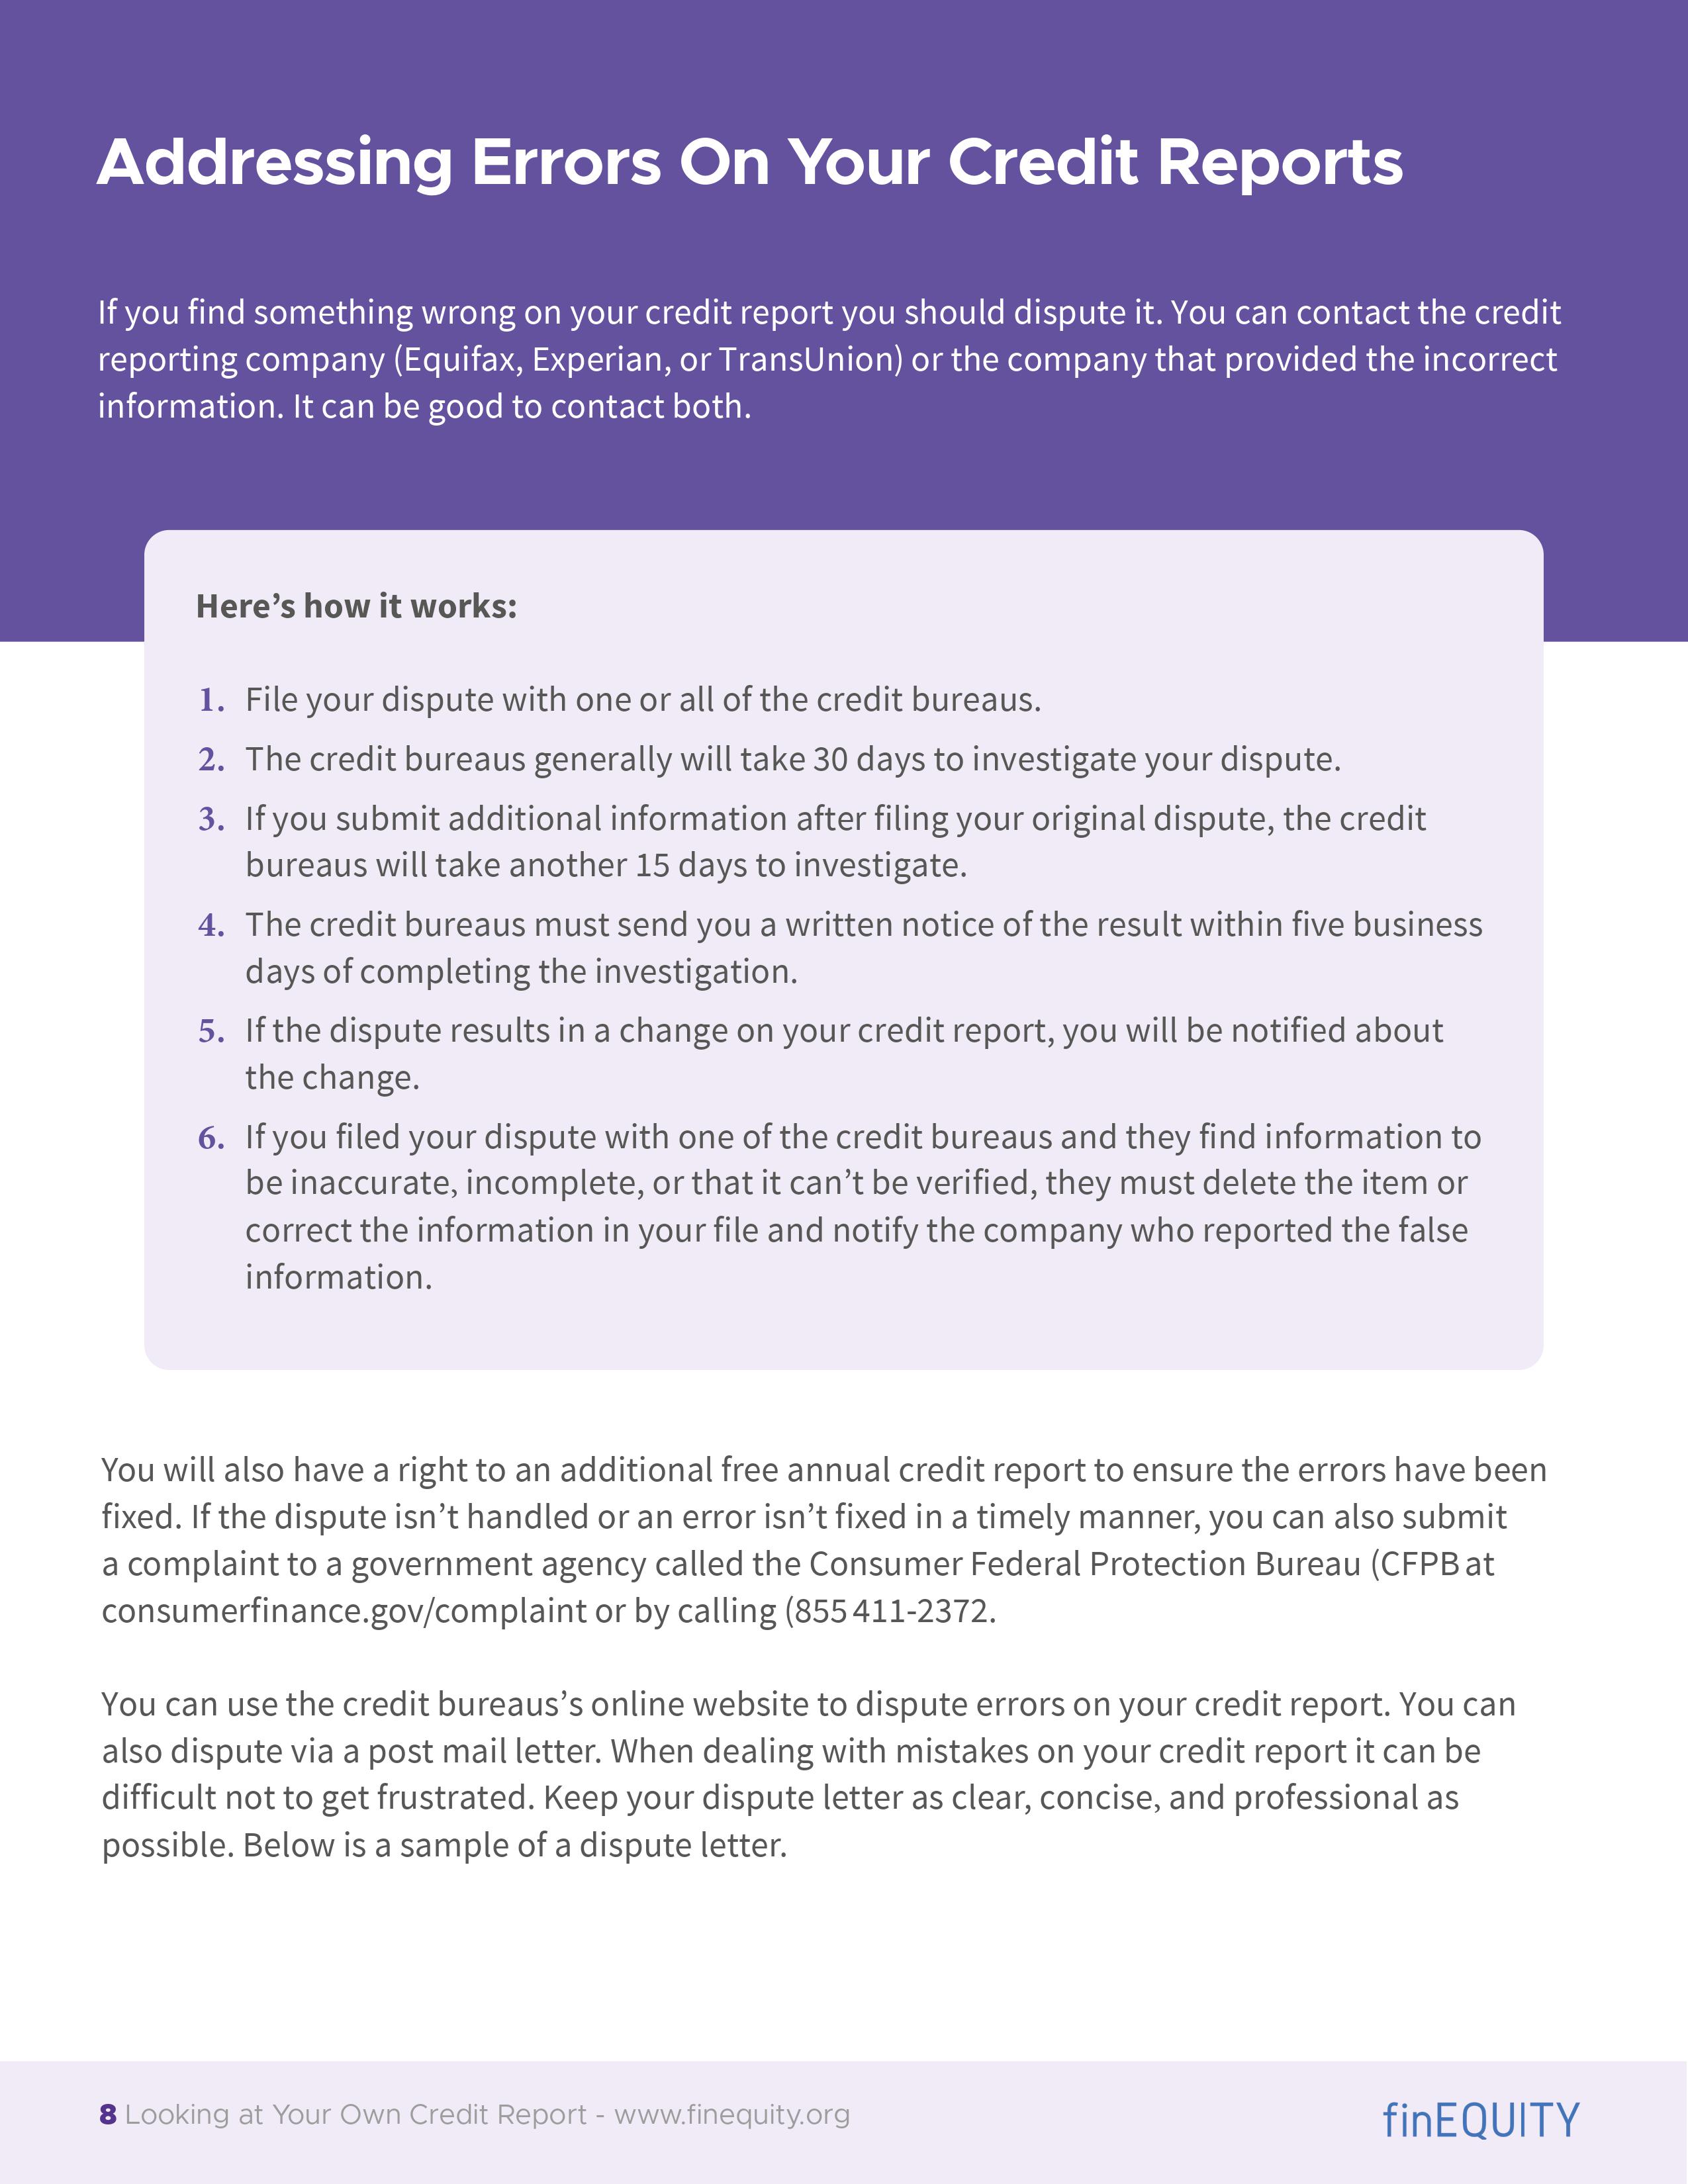 Addressing Errors On Your Credit Reports
If you find something wrong on your credit report you should dispute it. You can contact the credit
reporting company (Equifax, Experian, or TransUnion) or the company that provided the incorrect
information. It can be good to contact both.
Here’s how it works:
1. File your dispute with one or all of the credit bureaus.
2. The credit bureaus generally will take 30 days to investigate your dispute.
3. If you submit additional information after filing your original dispute, the credit
bureaus will take another 15 days to investigate.
4. The credit bureaus must send you a written notice of the result within five business
days of completing the investigation.
5. If the dispute results in a change on your credit report, you will be notified about
the change.
6. If you filed your dispute with one of the credit bureaus and they find information to
be inaccurate, incomplete, or that it can’t be verified, they must delete the item or
correct the information in your file and notify the company who reported the false
information.
You will also have a right to an additional free annual credit report to ensure the errors have been
fixed. If the dispute isn’t handled or an error isn’t fixed in a timely manner, you can also submit
a complaint to a government agency called the Consumer Federal Protection Bureau (CFPB at
consumerfinance.gov/complaint or by calling (855 411-2372.
You can use the credit bureaus’s online website to dispute errors on your credit report. You can
also dispute via a post mail letter. When dealing with mistakes on your credit report it can be
difficult not to get frustrated. Keep your dispute letter as clear, concise, and professional as
possible. Below is a sample of a dispute letter.
8 Looking at Your Own Credit Report - www.finequity.org
finEQUITY